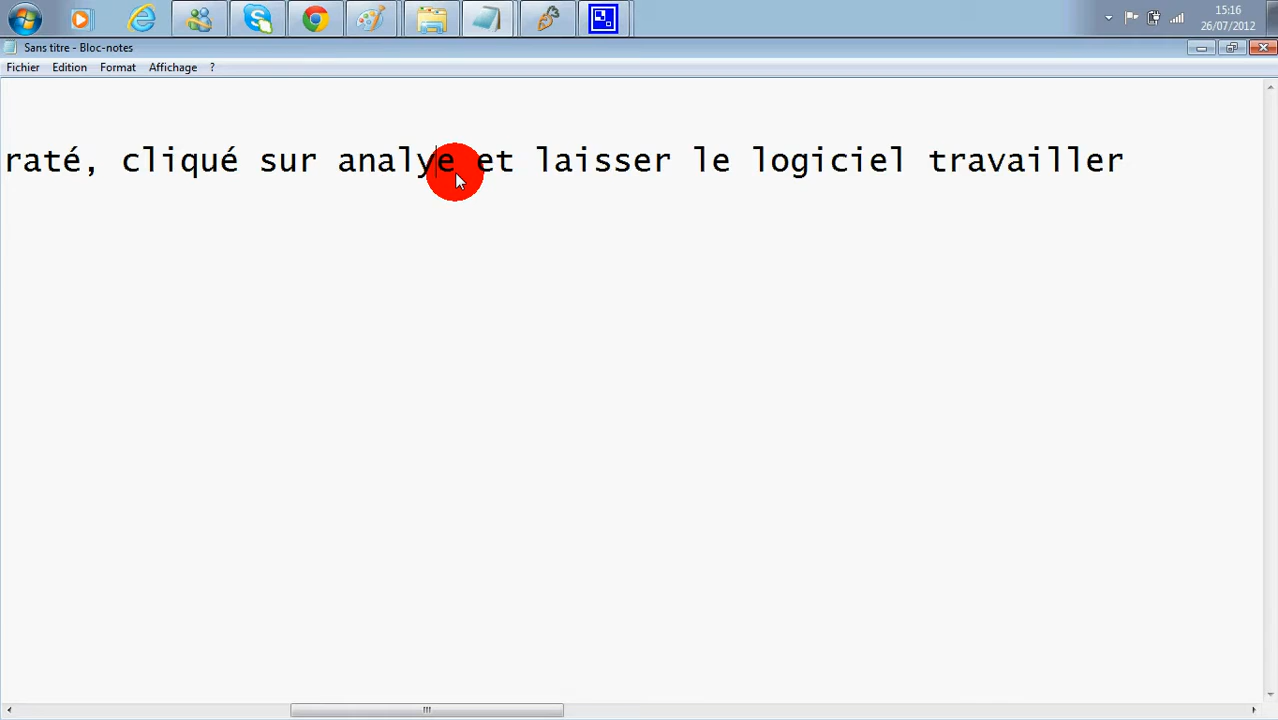 15:16
26/07/2012
Sans titre - Bloc-notes
Fichier Edition Format Affichage ?
raté, cliqué sur analye et laisser le logiciel travailler